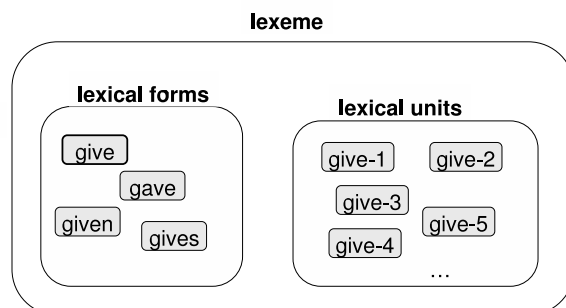 lexeme
lexical forms
give
gave
given
gives
lexical units
give-1
give-2
give-3
give-5
give-4
...